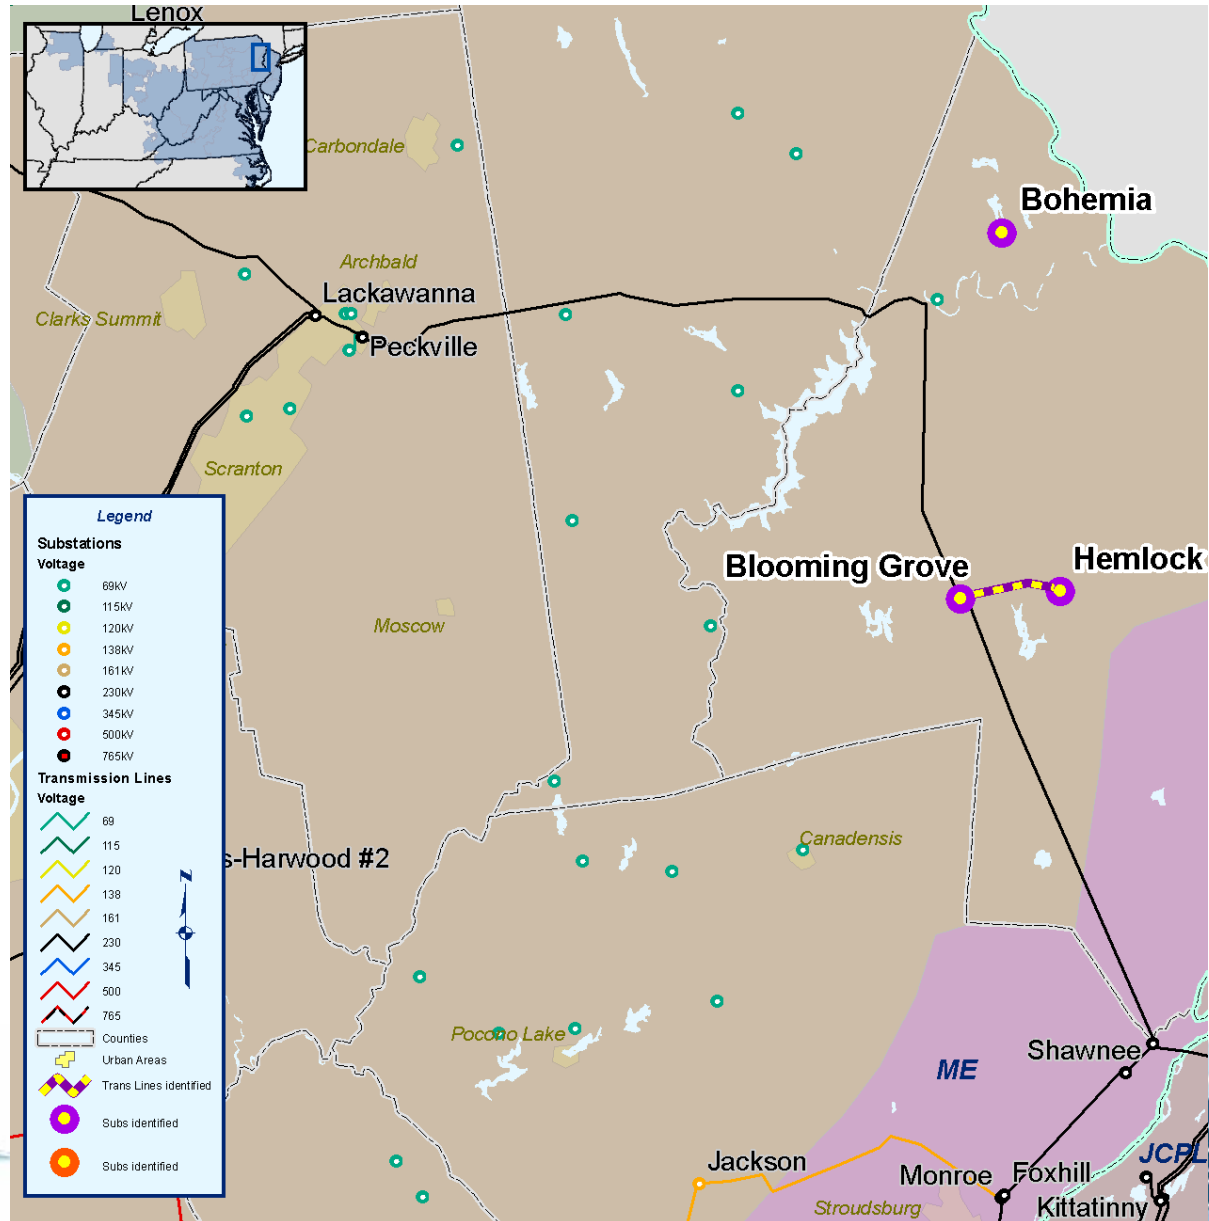 Lenox
Carbondale
Bohemia
Archbald
Lackawanna
Clarks Summit
Peckville
Scranton
Blooming Grove
Hemlock
Moscow
Legend
Substations
Voltage
69kV
115kV
120kV
138kV
161kV
230kV
345kV
500kV
765kV
Transmission Lines
Voltage
69
115
120
138
161
230
345
500
765
Counties
Urban Areas
Trans Lines identified
Subs identified
Subs identified
s-Harwood #2
Z
Canadensis
Pocono Lake
Shawnee
ME
JCPL
Jackson
Monroe
Foxhill
Kittatinny
Stroudsburg